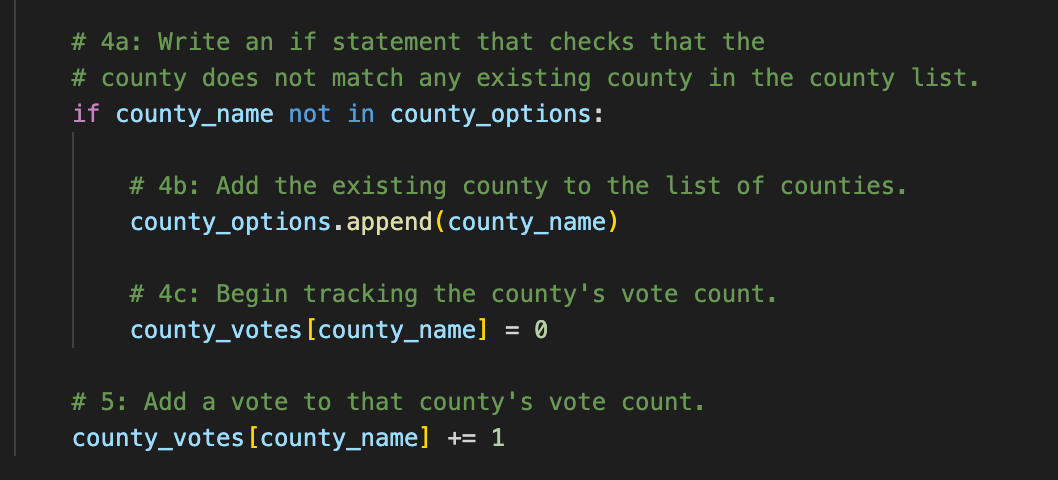 # 4a: Write an if statement that checks that the
# county does not match any existing county in the county list.
if county_name not in county_options:
# 4b: Add the existing county to the list of counties.
county_options.append(county_name)
# 4c: Begin tracking the county's vote count.
county_votes[county_name] = 0
# 5: Add a vote to that county's vote count.
county_votes[county_name] += 1